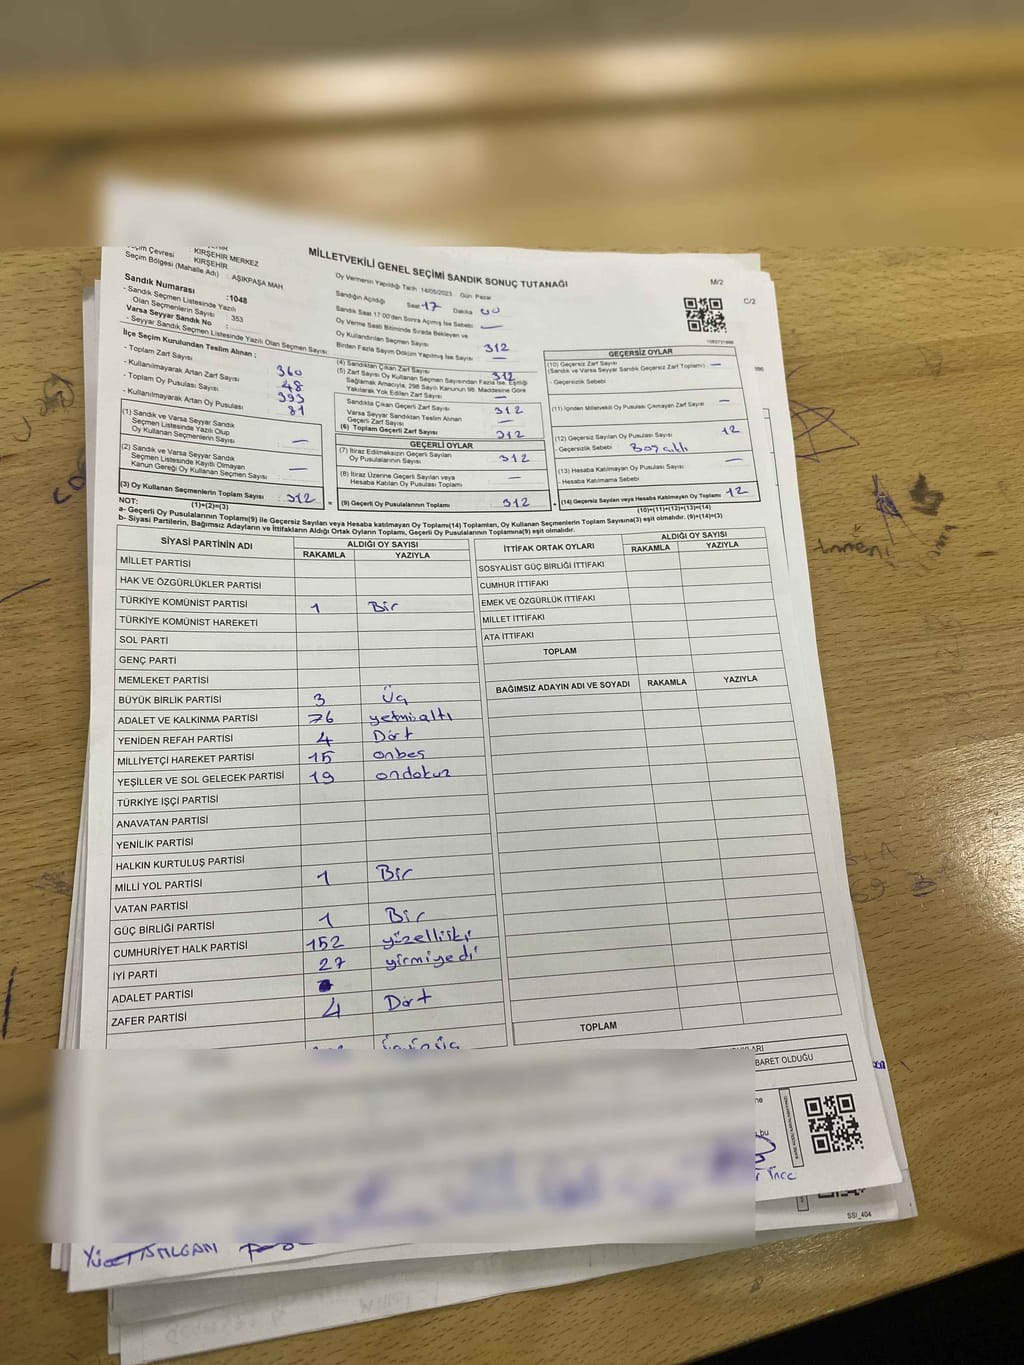 MİLLETVEKİLİ GENEL SEÇİMİ SANDIK SONUÇ TUTANAĞI
M/2
C/2
Seçim Çevresi : KIRŞEHİR MERKEZ
KIRŞEHİR
Seçim Bölgesi (Mahalle Adı) : AŞIKPAŞA MAH
Sandık Numarası : 1048
- Sandık Seçmen Listesinde Yazılı
Olan Seçmenlerin Sayısı : 353
Varsa Seyyar Sandık No :
- Seyyar Sandık Seçmen Listesinde Yazılı Olan Seçmen Sayısı
Oy Vermenin Yapıldığı Tarih 14/05/2023 Gün Pazar
Sandığın Açıldığı Saat 17 Dakika 00
Sandık Saat 17:00'den Sonra Açılmış İse Sebebi —
Oy Verme Saati Bitiminde Sırada Bekleyen ve
Oy Kullandırılan Seçmen Sayısı 312
Birden Fazla Sayım Döküm Yapılmış İse Sayısı : —
İlçe Seçim Kurulundan Teslim Alınan ;
- Toplam Zarf Sayısı : 360
- Kullanılmayarak Artan Zarf Sayısı : 48
- Toplam Oy Pusulası Sayısı : 393
- Kullanılmayarak Artan Oy Pusulası : 81
(1) Sandık ve Varsa Seyyar Sandık
Seçmen Listesinde Yazılı Olup
Oy Kullanan Seçmenlerin Sayısı : —
(2) Sandık ve Varsa Seyyar Sandık
Seçmen Listesinde Kayıtlı Olmayan
Kanun Gereği Oy Kullanan Seçmen Sayısı : —
(3) Oy Kullanan Seçmenlerin Toplam Sayısı : 312
(1)+(2)=(3)
(4) Sandıktan Çıkan Zarf Sayısı : 312
(5) Zarf Sayısı Oy Kullanan Seçmen Sayısından Fazla İse, Eşitliği
Sağlamak Amacıyla, 298 Sayılı Kanunun 98. Maddesine Göre
Yakılarak Yok Edilen Zarf Sayısı : —
Sandıkta Çıkan Geçerli Zarf Sayısı : 312
Varsa Seyyar Sandıktan Teslim Alınan
Geçerli Zarf Sayısı : —
(6) Toplam Geçerli Zarf Sayısı : 312
GEÇERLİ OYLAR
(7) İtiraz Edilmeksizin Geçerli Sayılan
Oy Pusulalarının Sayısı : 312
(8) İtiraz Üzerine Geçerli Sayılan veya
Hesaba Katılan Oy Pusulası Toplamı : —
= (9) Geçerli Oy Pusulalarının Toplamı : 312
GEÇERSİZ OYLAR
(10) Geçersiz Zarf Sayısı
(Sandık ve Varsa Seyyar Sandık Geçersiz Zarf Toplamı) : —
- Geçersizlik Sebebi
(11) İçinden Milletvekili Oy Pusulası Çıkmayan Zarf Sayısı : —
(12) Geçersiz Sayılan Oy Pusulası Sayısı : 12
- Geçersizlik Sebebi
(13) Hesaba Katılmayan Oy Pusulası Sayısı : —
- Hesaba Katılmama Sebebi
+ (14) Geçersiz Sayılan veya Hesaba Katılmayan Oy Toplamı : 12
(10)+(11)+(12)+(13)=(14)
NOT:
a- Geçerli Oy Pusulalarının Toplamı(9) ile Geçersiz Sayılan veya Hesaba katılmayan Oy Toplamı(14) Toplamları, Oy Kullanan Seçmenlerin Toplam Sayısına(3) eşit olmalıdır. (9)+(14)=(3)
b- Siyasi Partilerin, Bağımsız Adayların ve İttifakların Aldığı Ortak Oyların Toplamı, Geçerli Oy Pusulalarının Toplamına(9) eşit olmalıdır.
SİYASİ PARTİNİN ADI
ALDIĞI OY SAYISI
RAKAMLA YAZIYLA
MİLLET PARTİSİ
HAK VE ÖZGÜRLÜKLER PARTİSİ
TÜRKİYE KOMÜNİST PARTİSİ 1 Bir
TÜRKİYE KOMÜNİST HAREKETİ
SOL PARTİ
GENÇ PARTİ
MEMLEKET PARTİSİ
BÜYÜK BİRLİK PARTİSİ 3 Üç
ADALET VE KALKINMA PARTİSİ 76 yetmişaltı
YENİDEN REFAH PARTİSİ 4 Dört
MİLLİYETÇİ HAREKET PARTİSİ 15 onbeş
YEŞİLLER VE SOL GELECEK PARTİSİ 19 ondokuz
TÜRKİYE İŞÇİ PARTİSİ
ANAVATAN PARTİSİ
YENİLİK PARTİSİ
HALKIN KURTULUŞ PARTİSİ
MİLLİ YOL PARTİSİ 1 Bir
VATAN PARTİSİ
GÜÇ BİRLİĞİ PARTİSİ 1 Bir
CUMHURİYET HALK PARTİSİ 152 yüzelliiki
İYİ PARTİ 27 yirmiyedi
ADALET PARTİSİ
ZAFER PARTİSİ 4 Dört
İTTİFAK ORTAK OYLARI
ALDIĞI OY SAYISI
RAKAMLA YAZIYLA
SOSYALİST GÜÇ BİRLİĞİ İTTİFAKI
CUMHUR İTTİFAKI
EMEK VE ÖZGÜRLÜK İTTİFAKI
MİLLET İTTİFAKI
ATA İTTİFAKI
TOPLAM
BAĞIMSIZ ADAYIN ADI VE SOYADI RAKAMLA YAZIYLA
TOPLAM
BARET OLDUĞU
SSİ_404